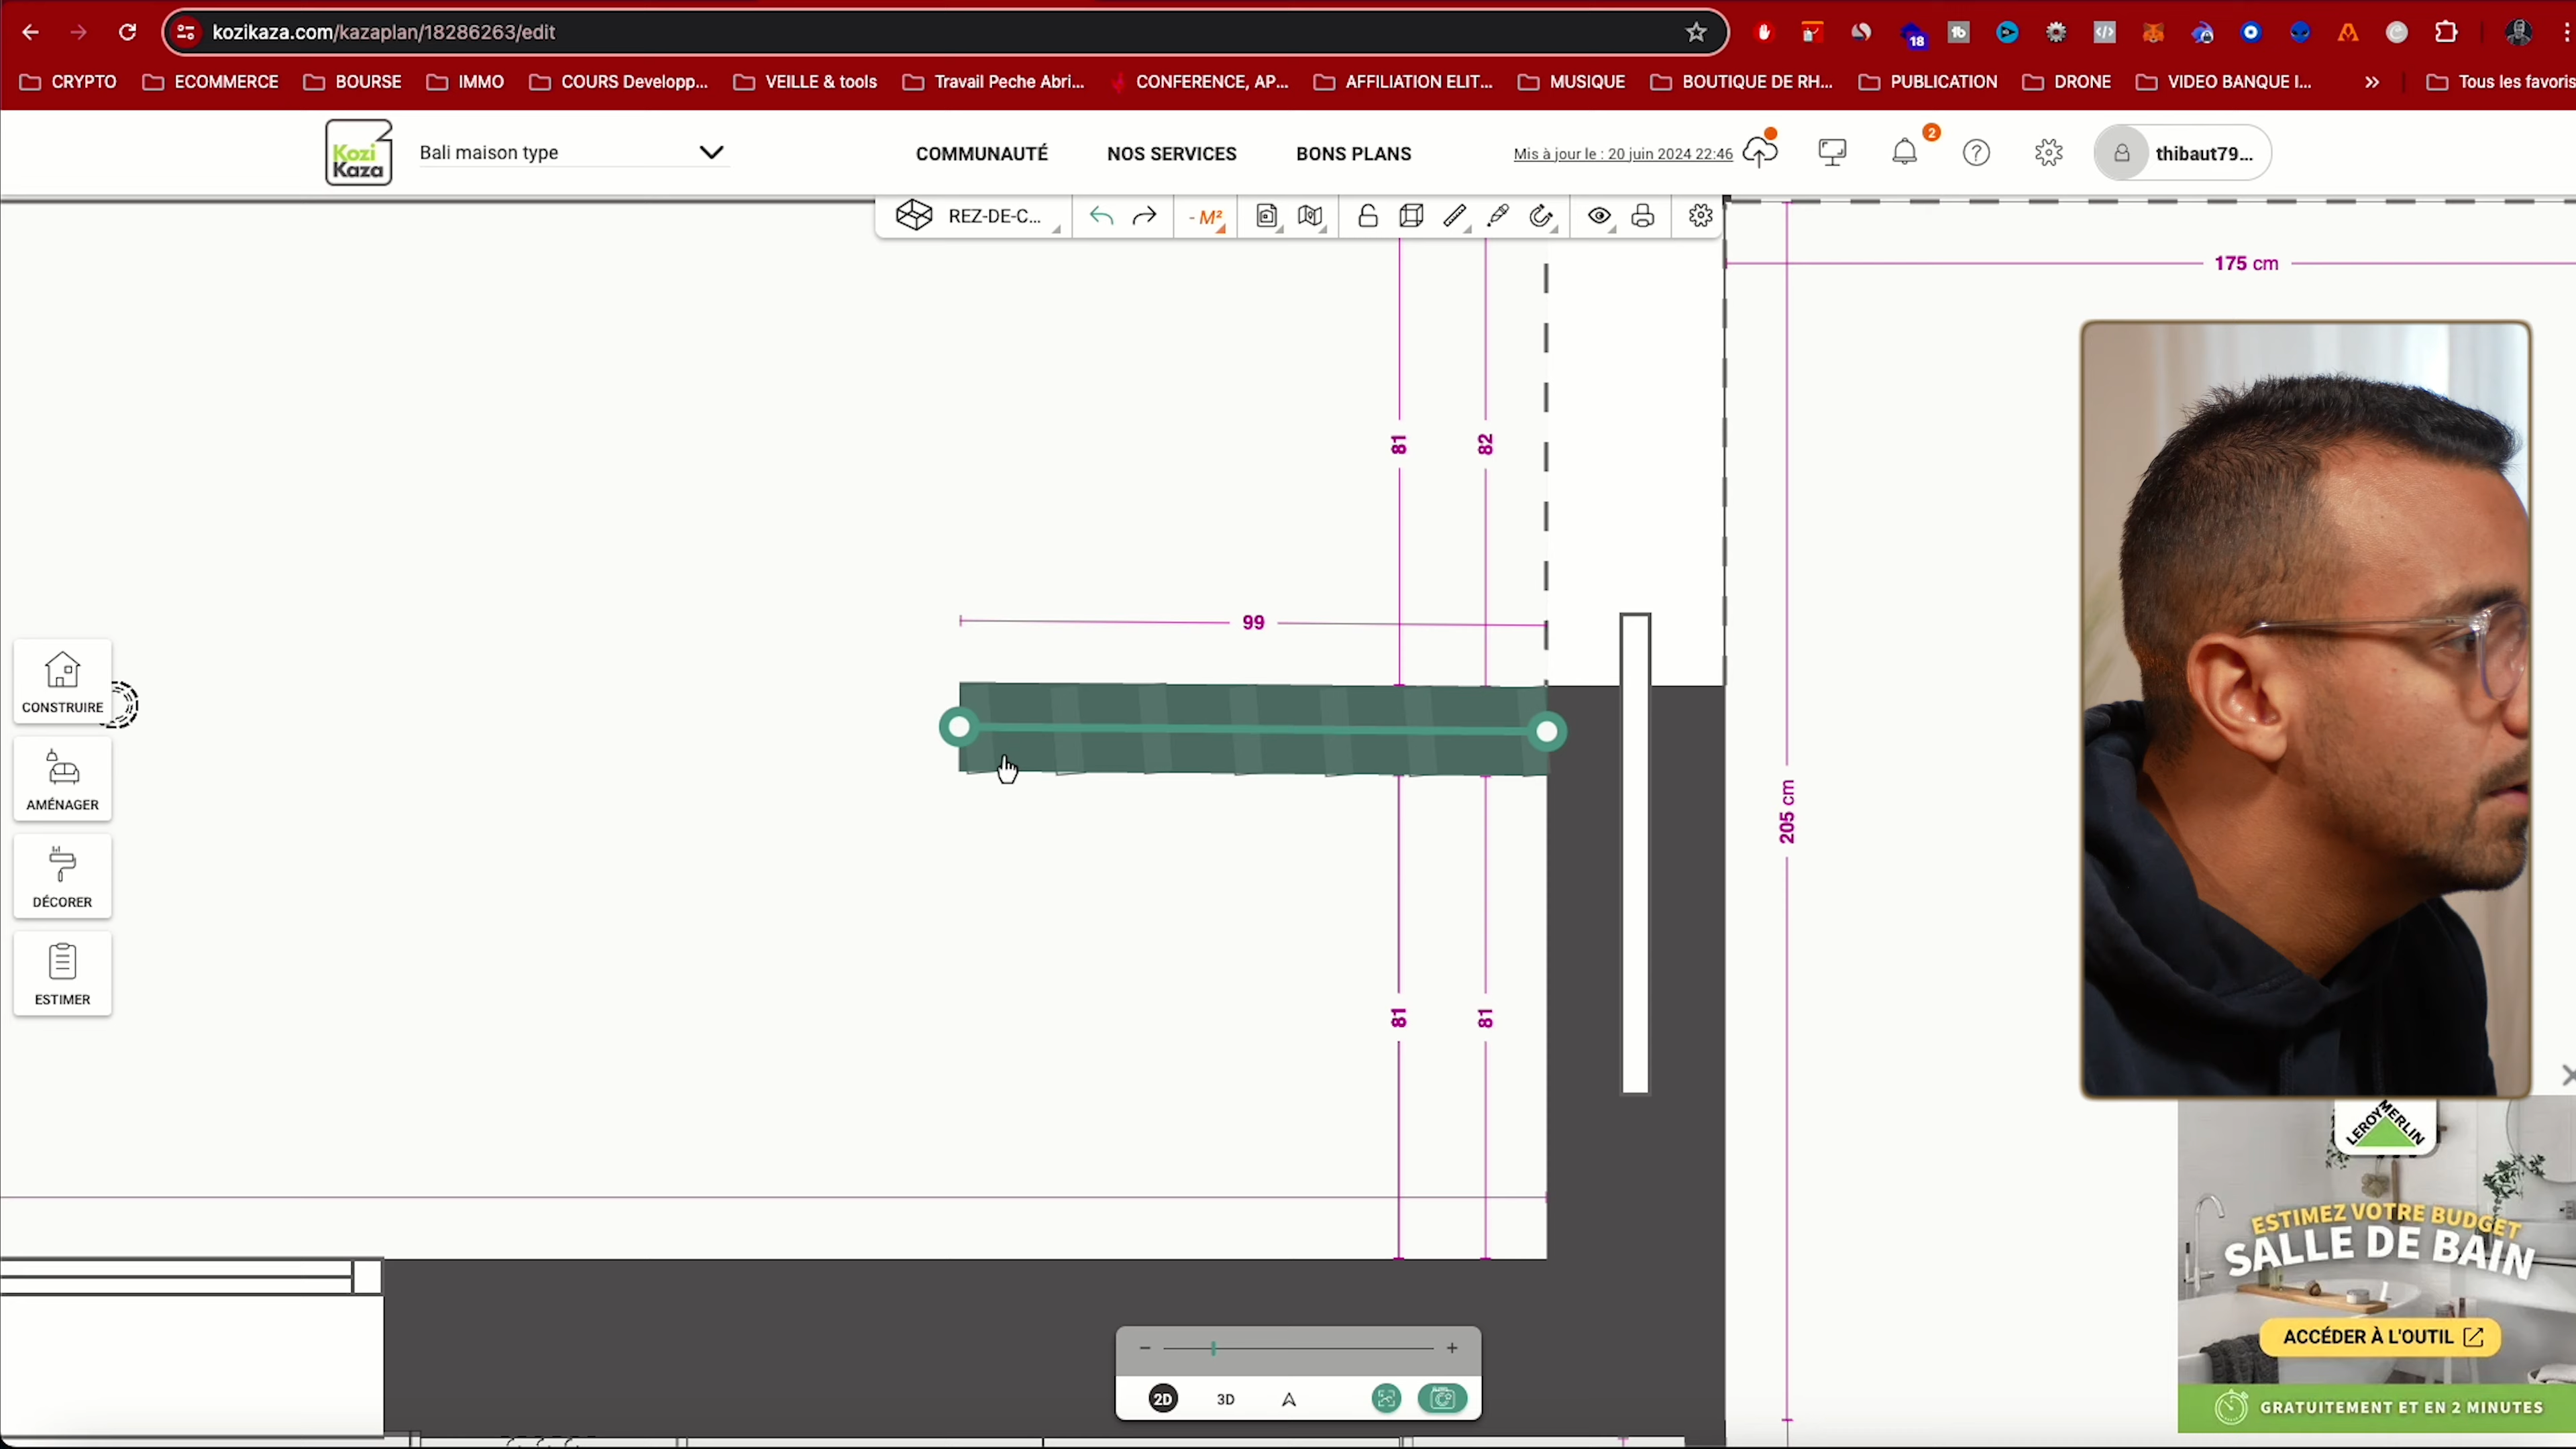 kozikaza.com/kazaplan/18286263/edit
18
CRYPTO
ECOMMERCE
BOURSE
IMMO
COURS Developp...
VEILLE & tools
Travail Peche Abri...
CONFERENCE, AP...
AFFILIATION ELIT...
MUSIQUE
BOUTIQUE DE RH...
PUBLICATION
DRONE
VIDEO BANQUE I...
»
Tous les favoris
Kozi
Kaza
Bali maison type
COMMUNAUTÉ
NOS SERVICES
BONS PLANS
Mis à jour le : 20 juin 2024 22:46
2
thibaut79...
REZ-DE-C...
- M²
175 cm
81
82
99
205 cm
81
81
CONSTRUIRE
AMÉNAGER
DÉCORER
ESTIMER
2D
3D
LEROY MERLIN
ESTIMEZ VOTRE BUDGET
SALLE DE BAIN
ACCÉDER À L'OUTIL
GRATUITEMENT ET EN 2 MINUTES